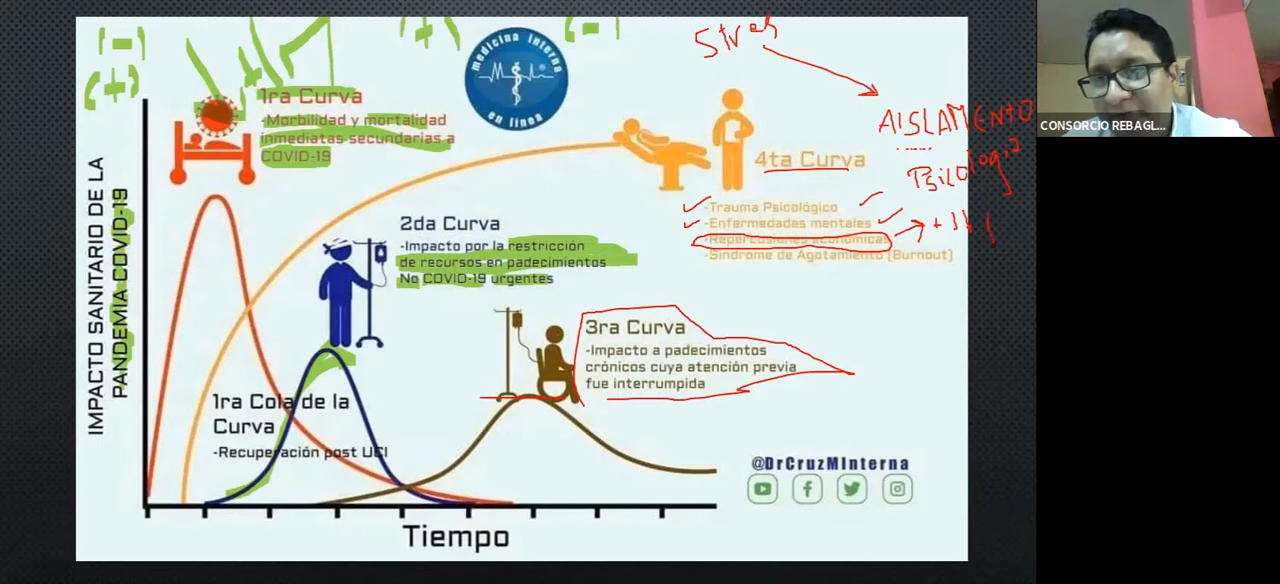 [-]
[+]
[+]
[-]
Stres
AISLAMIENTO
Psicologic
medicina interna
en línea
1ra Curva
-Morbilidad y mortalidad
inmediatas secundarias a
COVID-19
4ta Curva
-Trauma Psicológico
-Enfermedades mentales
-Repercusiones económicas
-Síndrome de Agotamiento (Burnout)
2da Curva
-Impacto por la restricción
de recursos en padecimientos
No COVID-19 urgentes
3ra Curva
-Impacto a padecimientos
crónicos cuya atención previa
fue interrumpida
1ra Cola de la
Curva
-Recuperación post UCI
IMPACTO SANITARIO DE LA
PANDEMIA COVID-19
Tiempo
@DrCruzMInterna
CONSORCIO REBAGL...